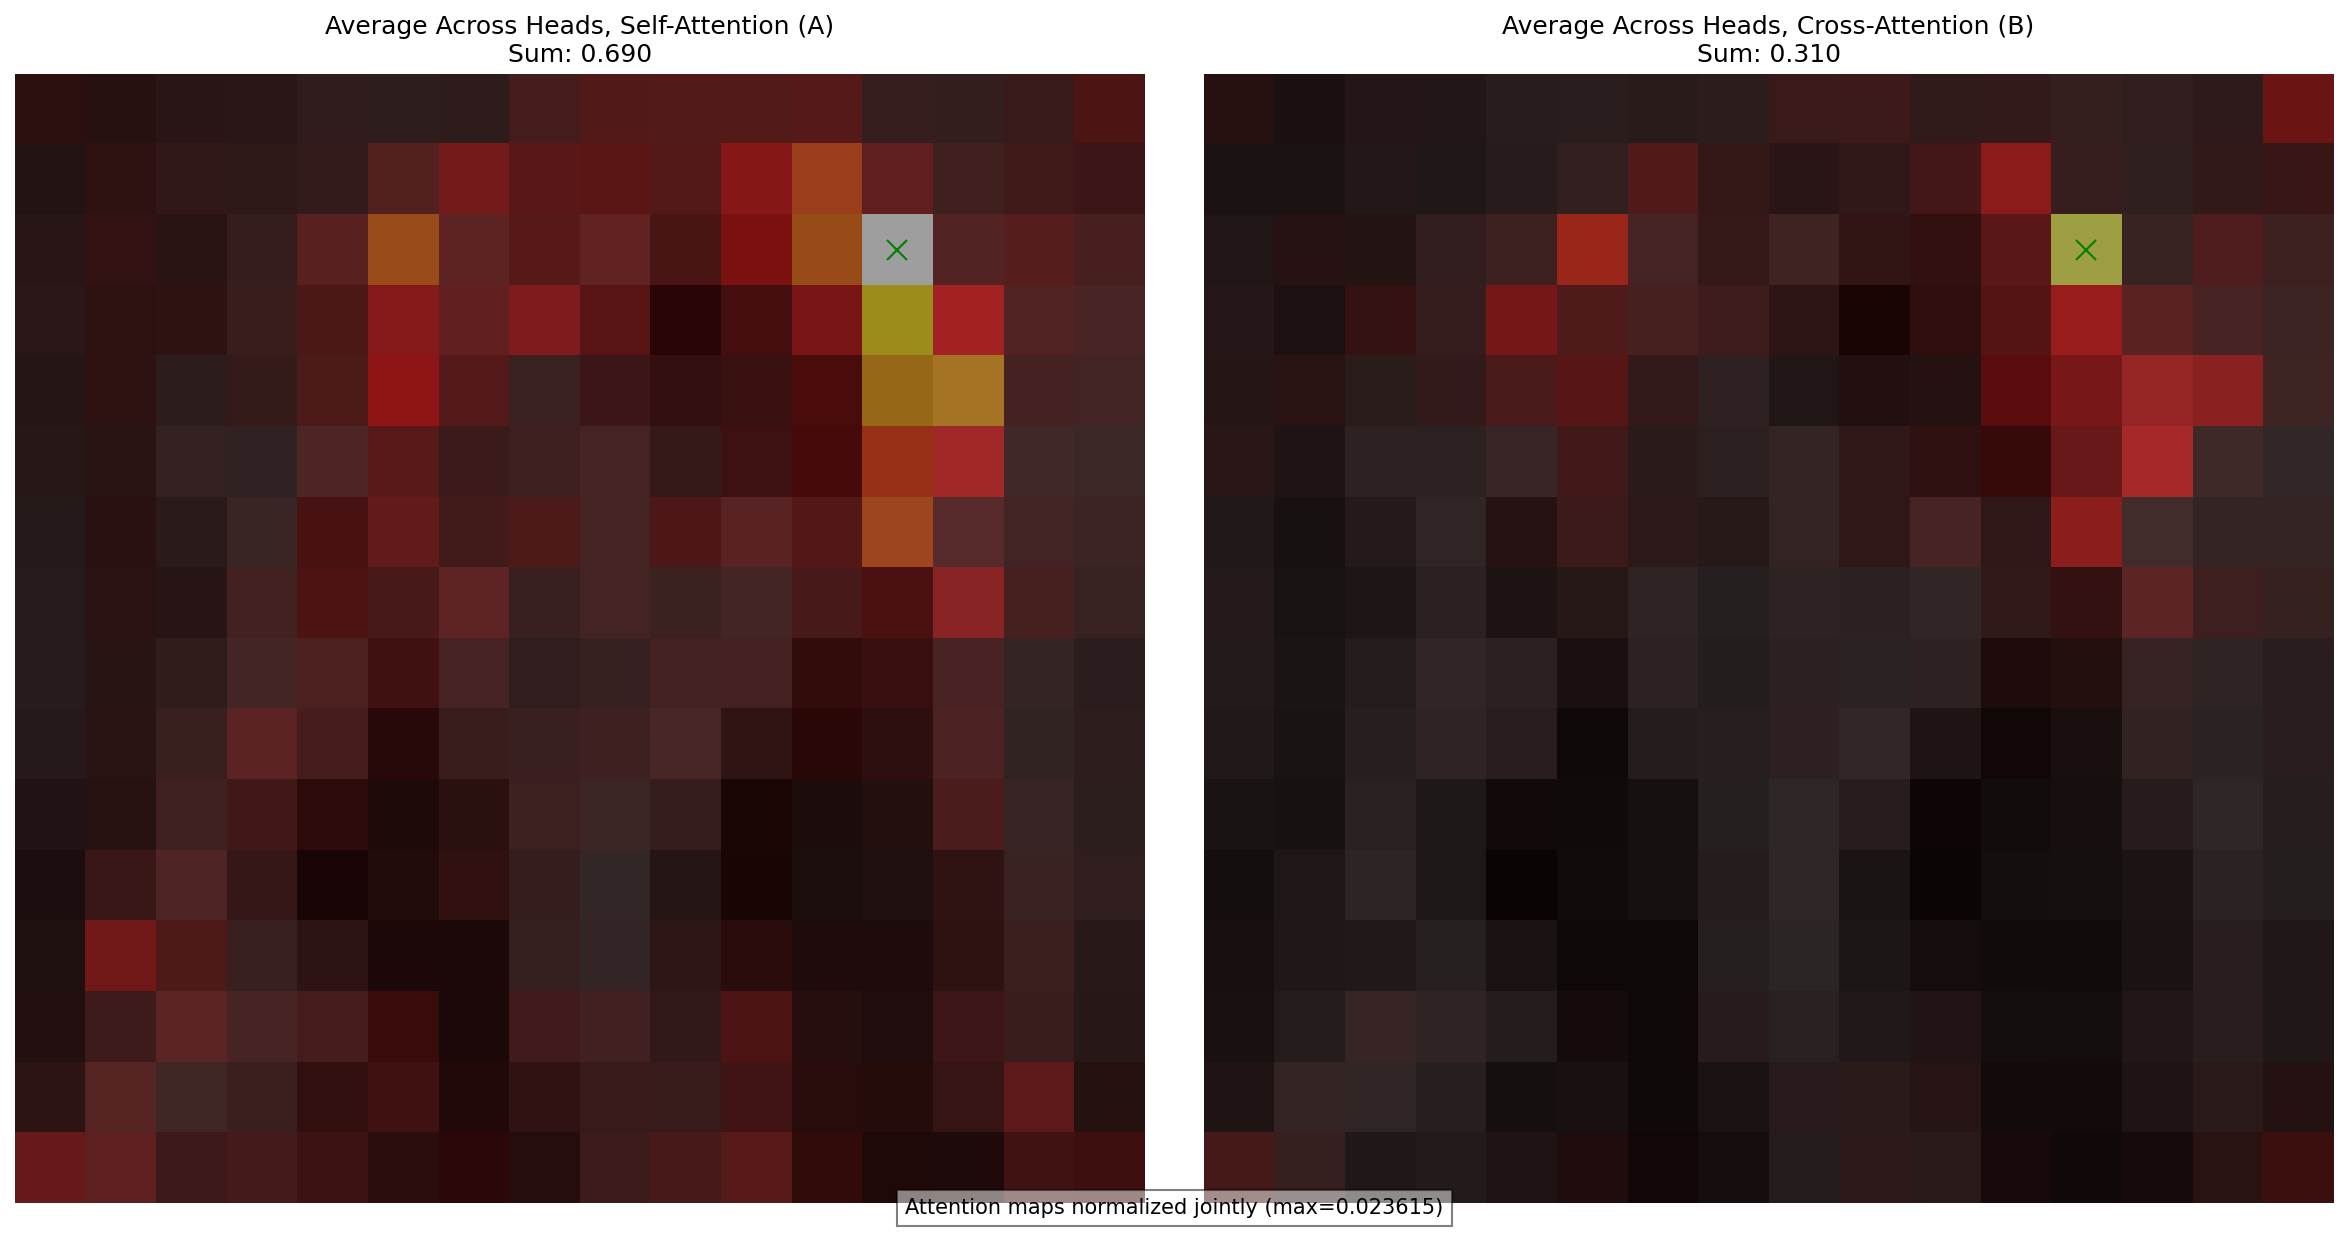 Average Across Heads, Self-Attention (A)
Sum: 0.690
Average Across Heads, Cross-Attention (B)
Sum: 0.310
Attention maps normalized jointly (max=0.023615)